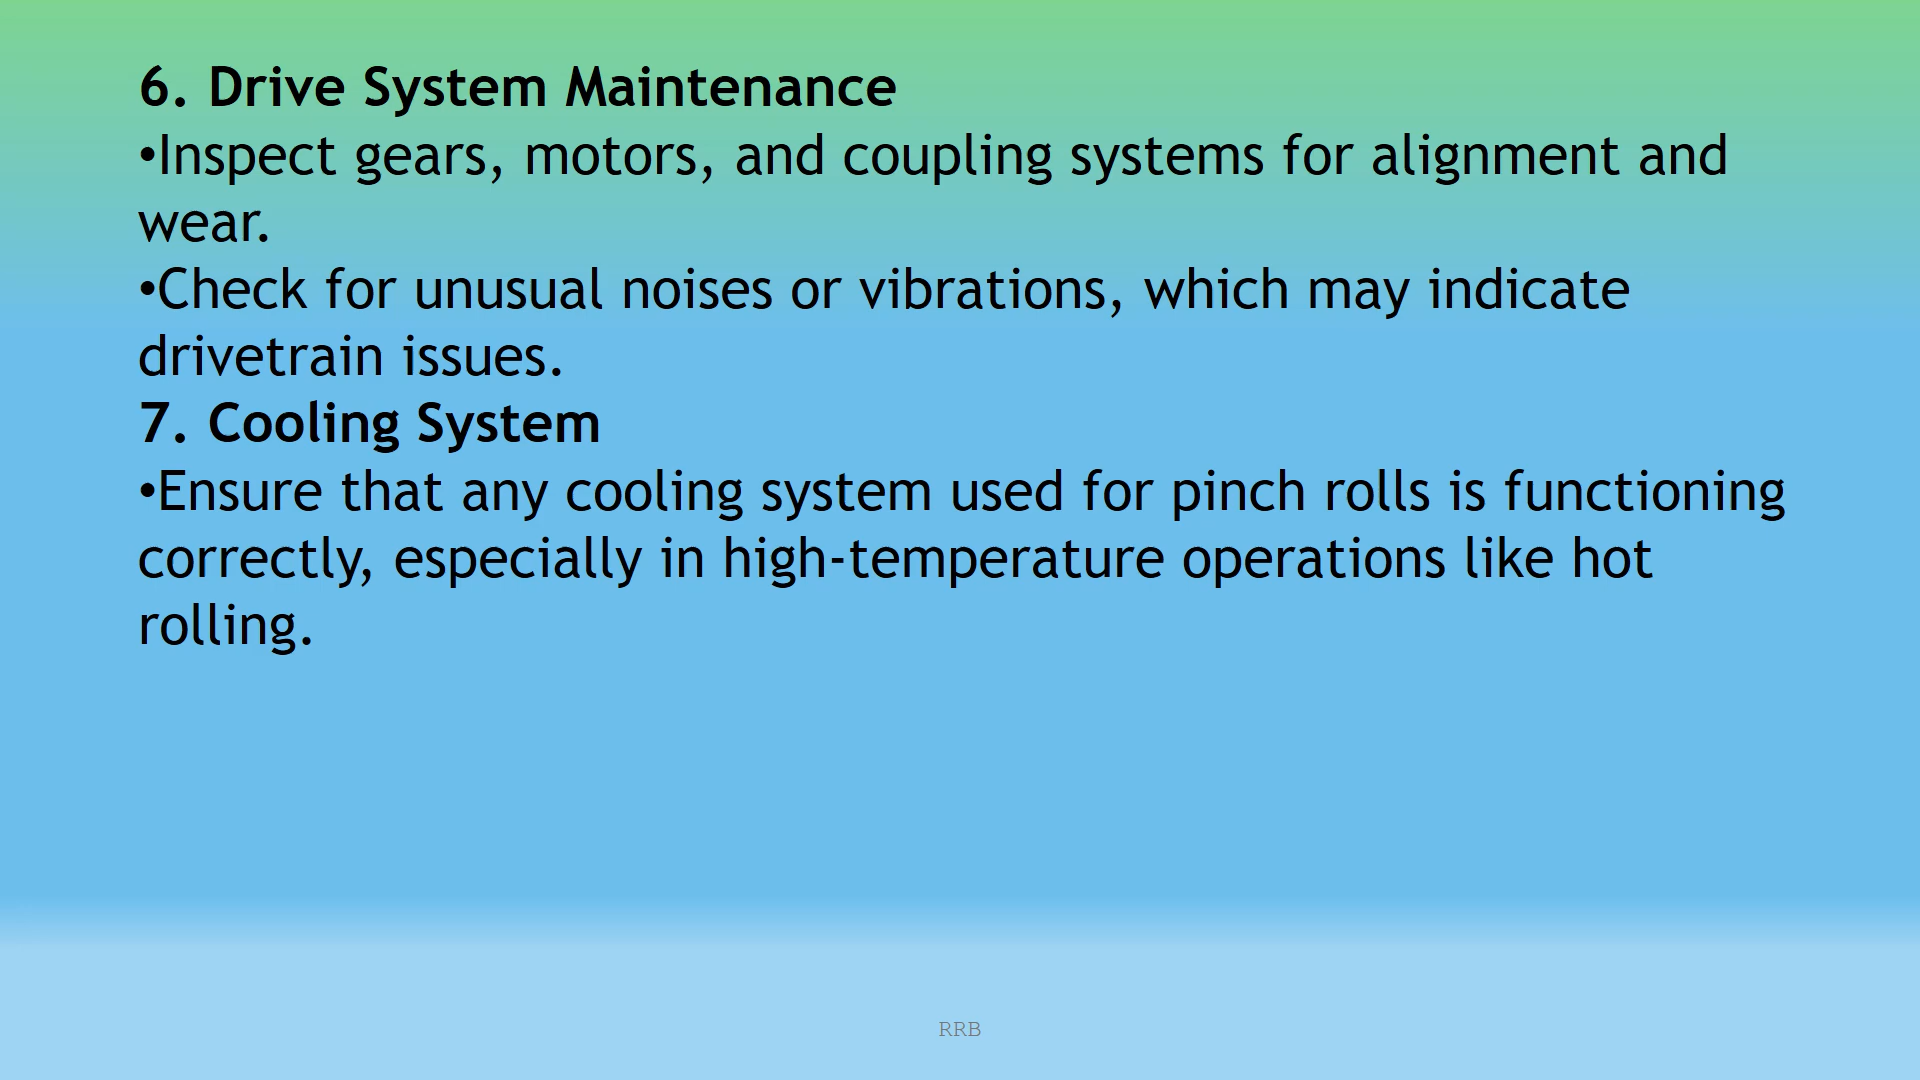 6. Drive System Maintenance
•Inspect gears, motors, and coupling systems for alignment and
wear.
•Check for unusual noises or vibrations, which may indicate
drivetrain issues.
7. Cooling System
•Ensure that any cooling system used for pinch rolls is functioning
correctly, especially in high-temperature operations like hot
rolling.
RRB